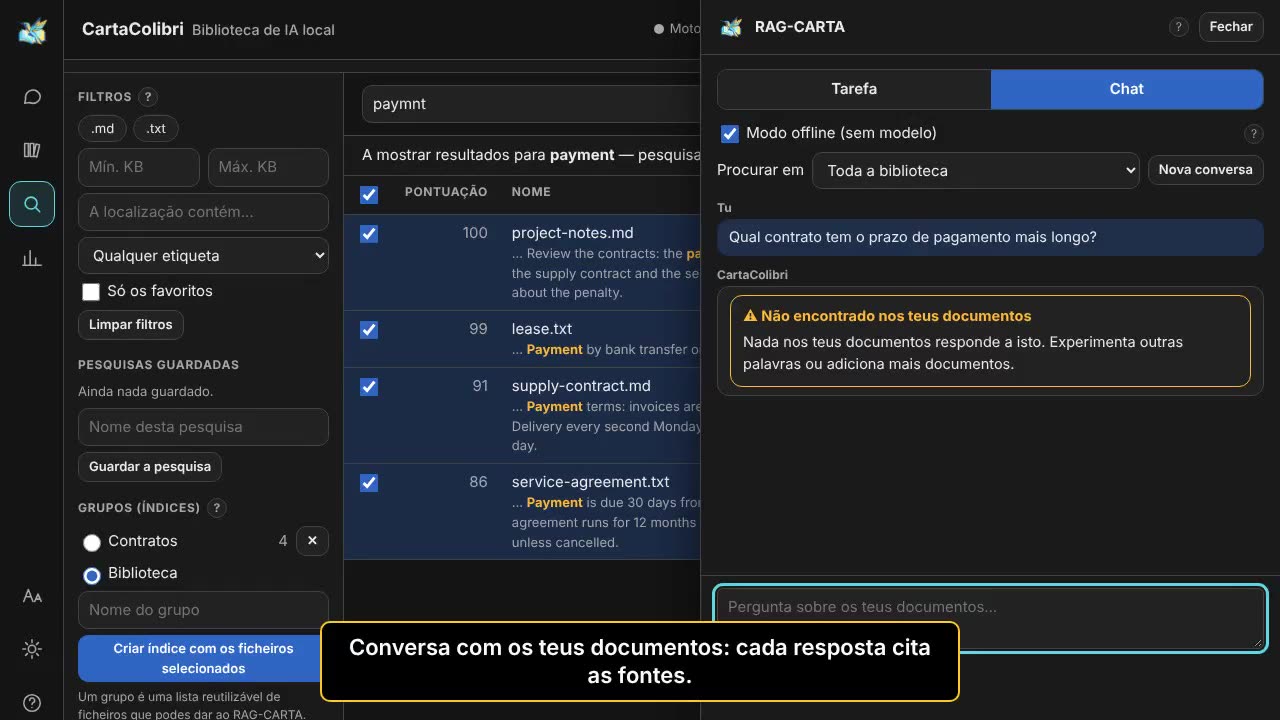 CartaColibri Biblioteca de IA local
Moto
FILTROS ?
.md .txt
Mín. KB Máx. KB
A localização contém...
Qualquer etiqueta
Só os favoritos
Limpar filtros
PESQUISAS GUARDADAS
Ainda nada guardado.
Nome desta pesquisa
Guardar a pesquisa
GRUPOS (ÍNDICES) ?
Contratos 4 ×
Biblioteca
Nome do grupo
Criar índice com os ficheiros
selecionados
Um grupo é uma lista reutilizável de
ficheiros que podes dar ao RAG-CARTA.
paymnt
A mostrar resultados para payment — pesquisa
PONTUAÇÃO NOME
100 project-notes.md
... Review the contracts: the pa
the supply contract and the se
about the penalty.
99 lease.txt
... Payment by bank transfer o
91 supply-contract.md
... Payment terms: invoices are
Delivery every second Monday
day.
86 service-agreement.txt
... Payment is due 30 days from
agreement runs for 12 months
unless cancelled.
RAG-CARTA ? Fechar
Tarefa Chat
Modo offline (sem modelo) ?
Procurar em Toda a biblioteca Nova conversa
Tu
Qual contrato tem o prazo de pagamento mais longo?
CartaColibri
⚠ Não encontrado nos teus documentos
Nada nos teus documentos responde a isto. Experimenta outras
palavras ou adiciona mais documentos.
Pergunta sobre os teus documentos...
Conversa com os teus documentos: cada resposta cita
as fontes.
AA
?